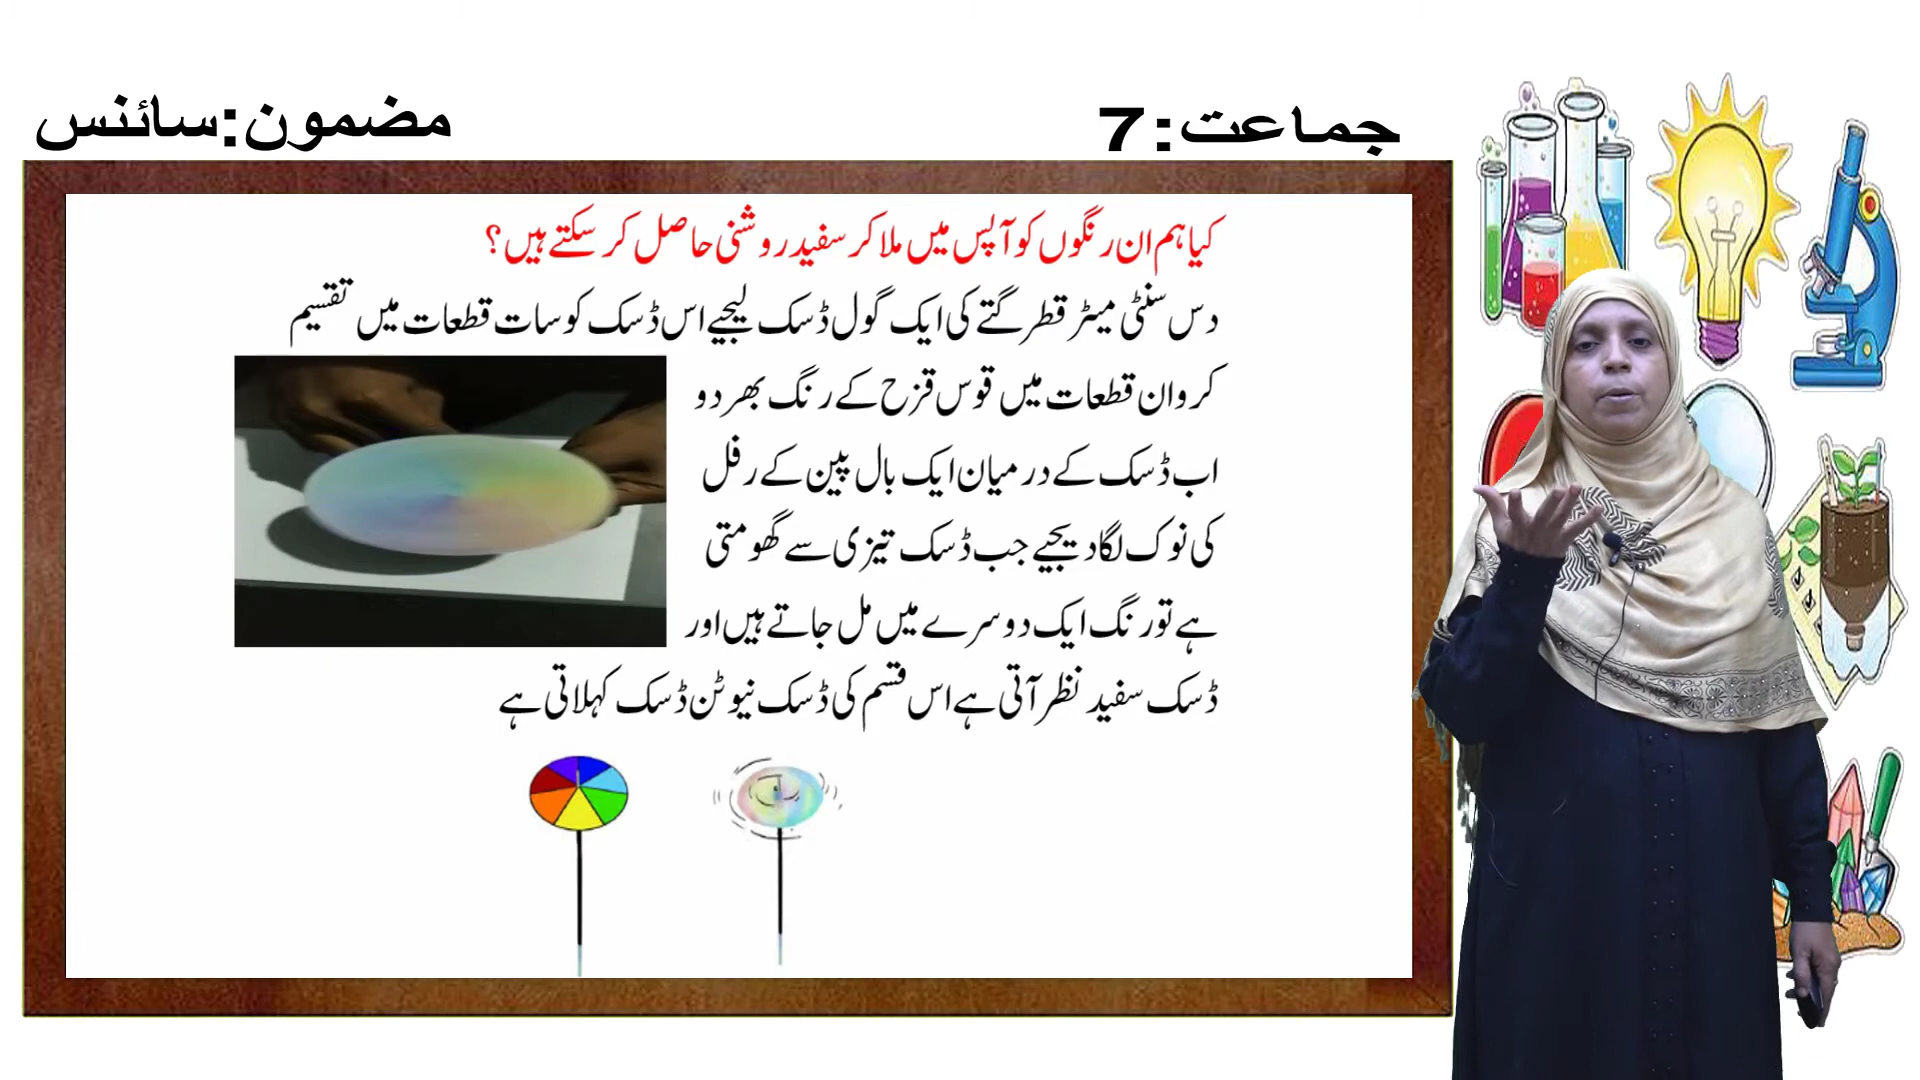 جماعت:7
مضمون:سائنس
کیا ہم ان رنگوں کو آپس میں ملا کر سفید روشنی حاصل کر سکتے ہیں؟
دس سنٹی میٹر قطر گتے کی ایک گول ڈسک لیجیے اس ڈسک کو سات قطعات میں تقسیم
کرو ان قطعات میں قوس قزح کے رنگ بھر دو
اب ڈسک کے درمیان ایک بال پین کے رفل
کی نوک لگا دیجیے جب ڈسک تیزی سے گھومتی
ہے تو رنگ ایک دوسرے میں مل جاتے ہیں اور
ڈسک سفید نظر آتی ہے اس قسم کی ڈسک نیوٹن ڈسک کہلاتی ہے